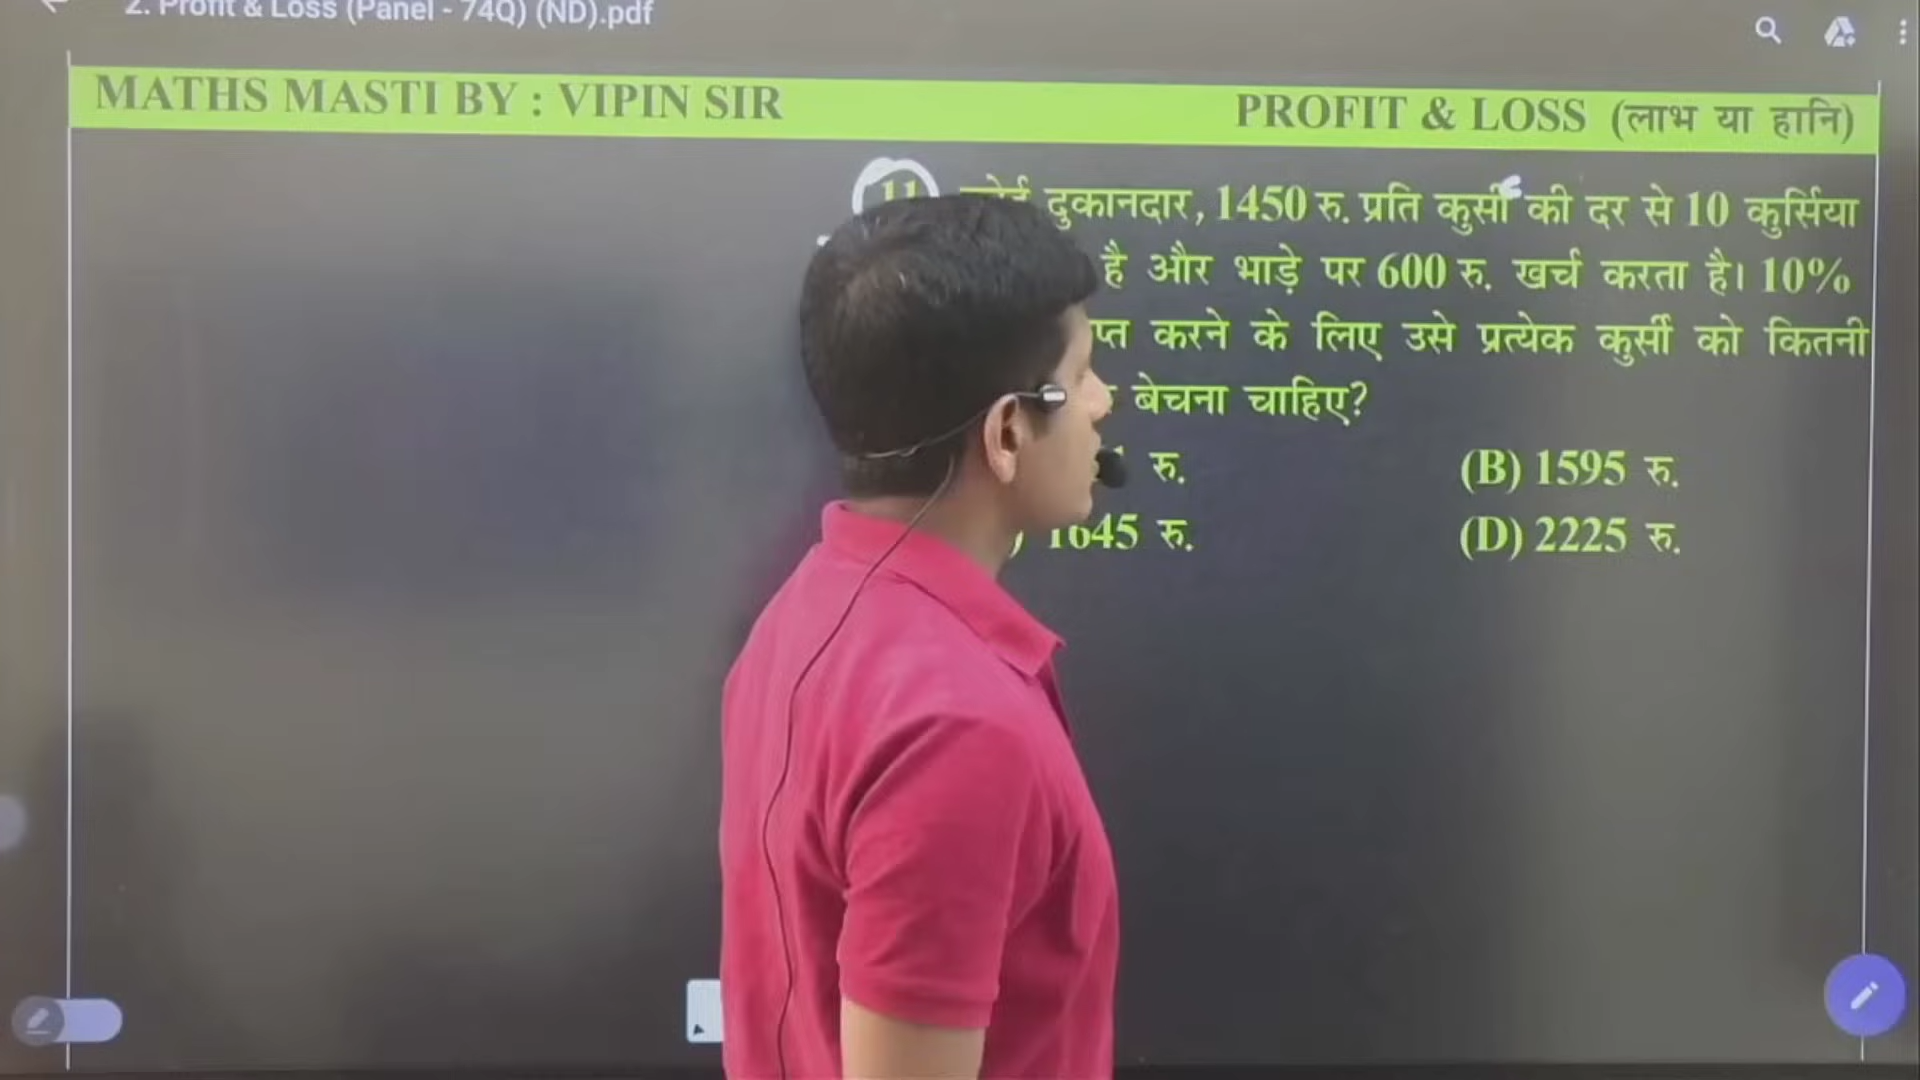 2. Profit & Loss (Panel - 74Q) (ND).pdf
MATHS MASTI BY : VIPIN SIR
PROFIT & LOSS (लाभ या हानि)
11. दुकानदार, 1450 रु. प्रति कुर्सी की दर से 10 कुर्सिया
है और भाड़े पर 600 रु. खर्च करता है। 10%
करने के लिए उसे प्रत्येक कुर्सी को कितनी
बेचना चाहिए?
रु.
(B) 1595 रु.
1645 रु.
(D) 2225 रु.